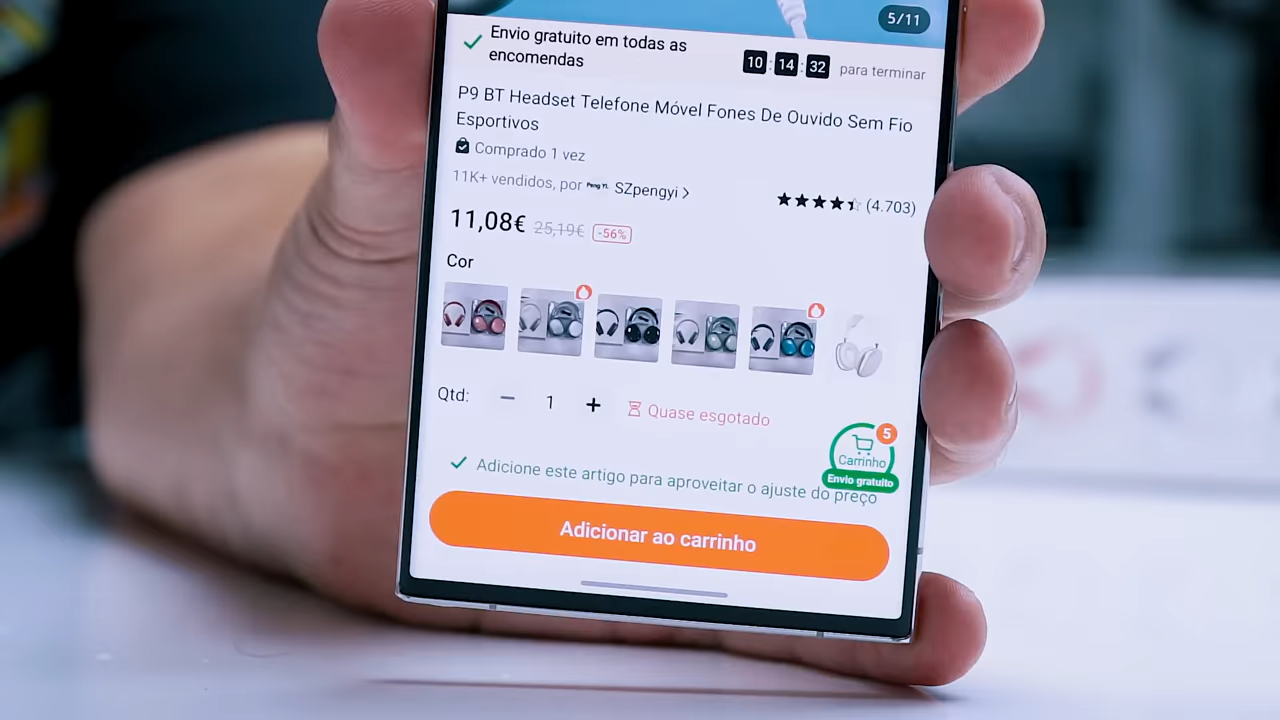 5/11
Envio gratuito em todas as
encomendas
10 : 14 : 32 para terminar
P9 BT Headset Telefone Móvel Fones De Ouvido Sem Fio
Esportivos
Comprado 1 vez
11K+ vendidos, por Peng Yi. SZpengyi >
(4.703)
11,08€ 25,19€ -56%
Cor
Qtd: − 1 + Quase esgotado
5
Carrinho
Envio gratuito
Adicione este artigo para aproveitar o ajuste do preço
Adicionar ao carrinho